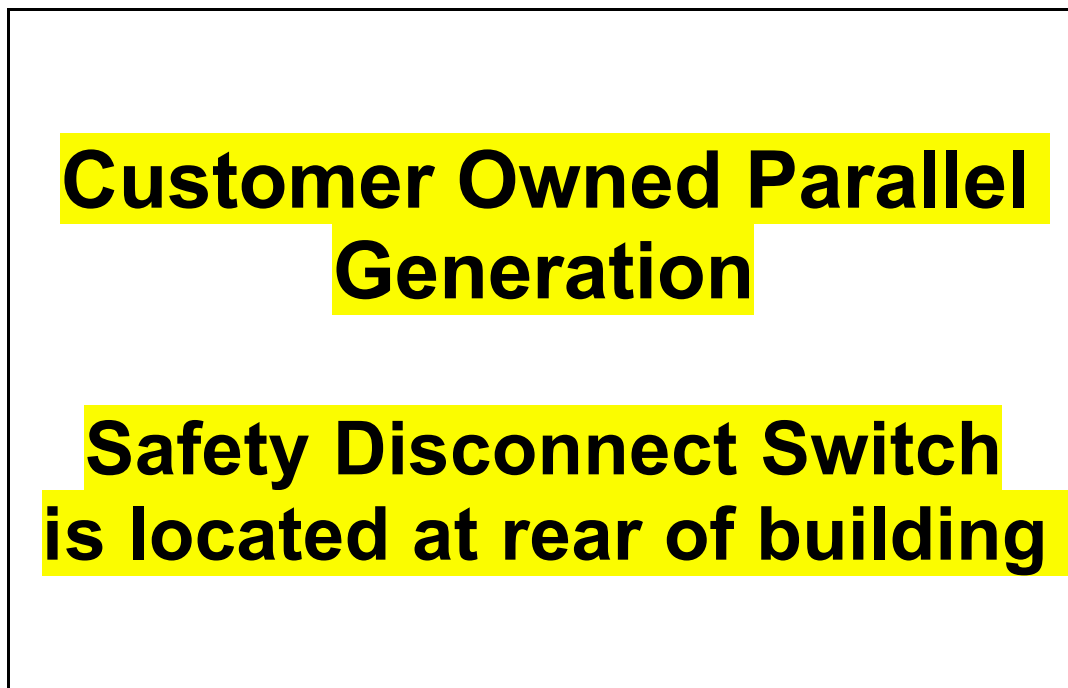 Customer Owned Parallel
Generation
Safety Disconnect Switch
is located at rear of building